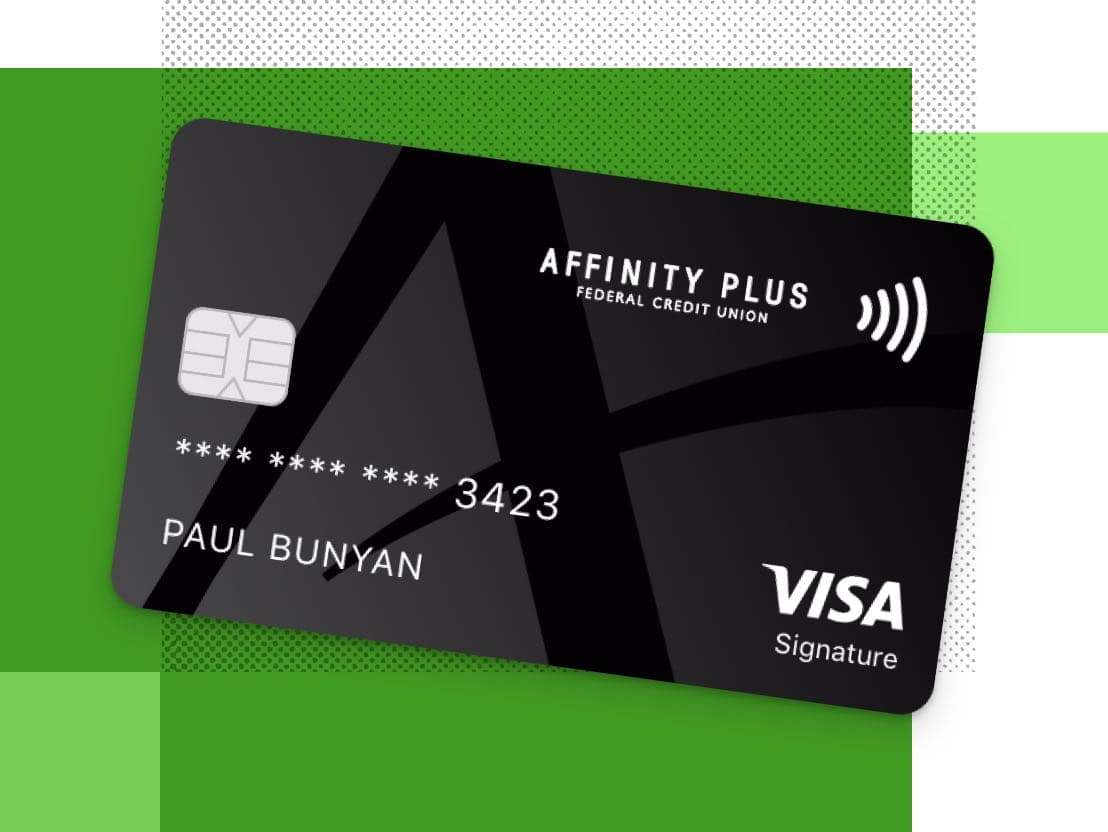 AFFINITY PLUS
FEDERAL CREDIT UNION
**** **** **** 3423
PAUL BUNYAN
VISA
Signature